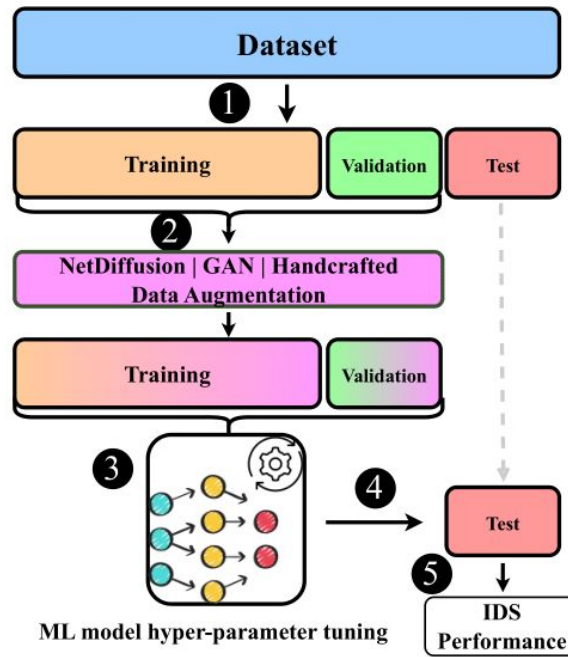 Dataset
1
Training
Validation
Test
2
NetDiffusion | GAN | Handcrafted
Data Augmentation
Training
Validation
3
4
Test
5
ML model hyper-parameter tuning
IDS
Performance